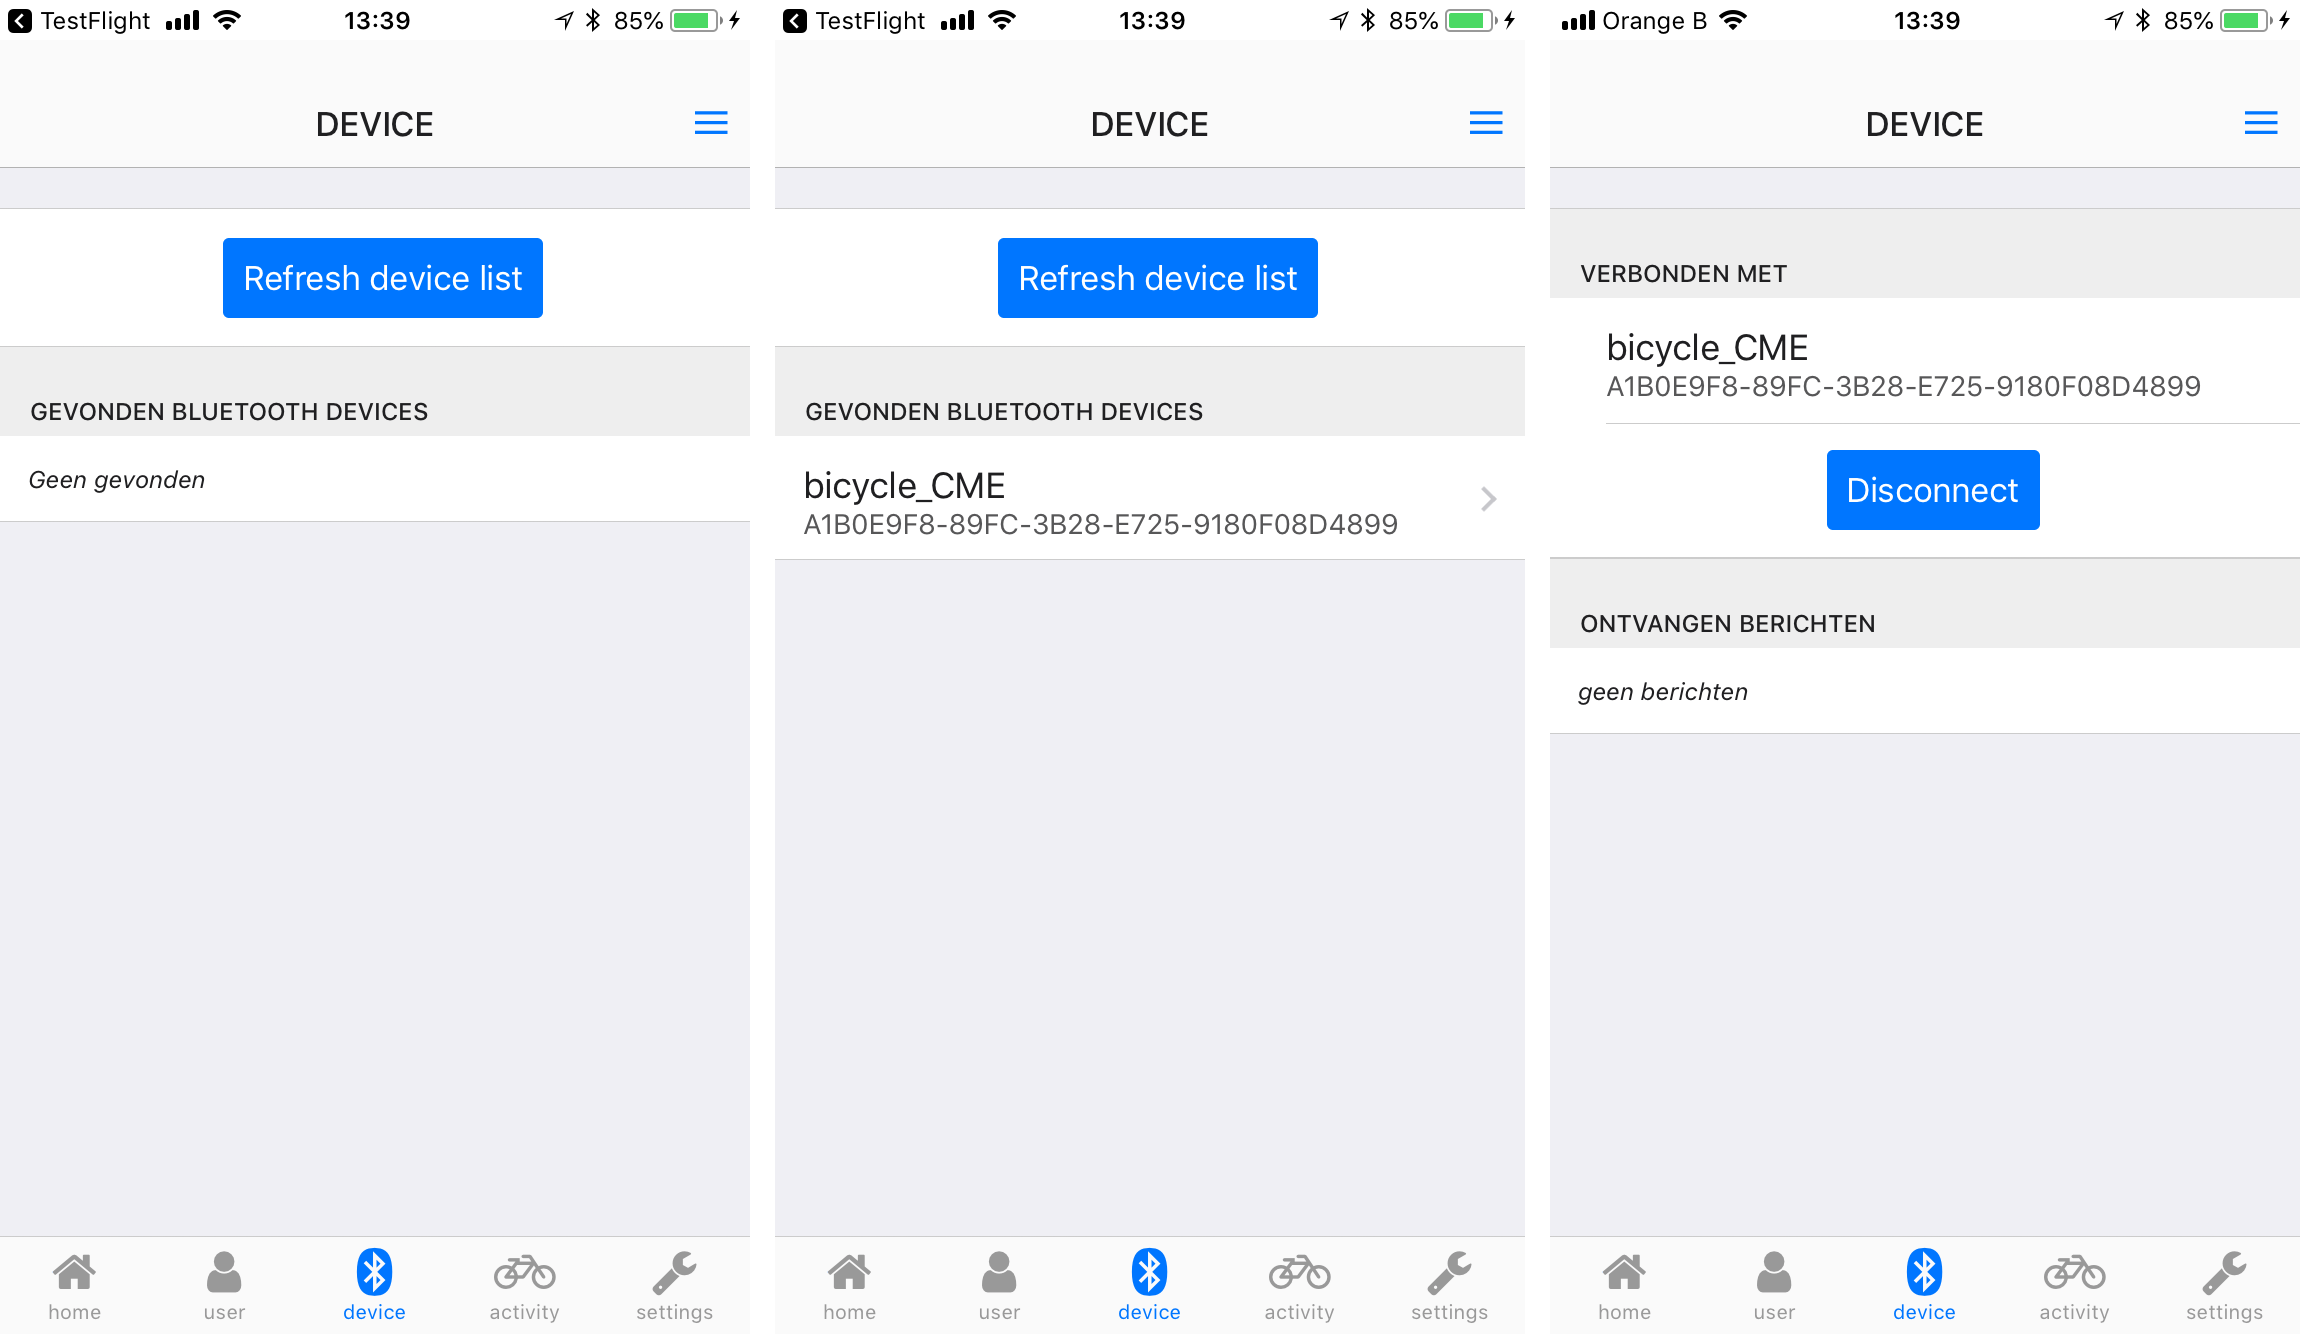 TestFlight 13:39 85%
DEVICE
Refresh device list
GEVONDEN BLUETOOTH DEVICES
Geen gevonden
home user device activity settings
TestFlight 13:39 85%
DEVICE
Refresh device list
GEVONDEN BLUETOOTH DEVICES
bicycle_CME
A1B0E9F8-89FC-3B28-E725-9180F08D4899
home user device activity settings
Orange B 13:39 85%
DEVICE
VERBONDEN MET
bicycle_CME
A1B0E9F8-89FC-3B28-E725-9180F08D4899
Disconnect
ONTVANGEN BERICHTEN
geen berichten
home user device activity settings